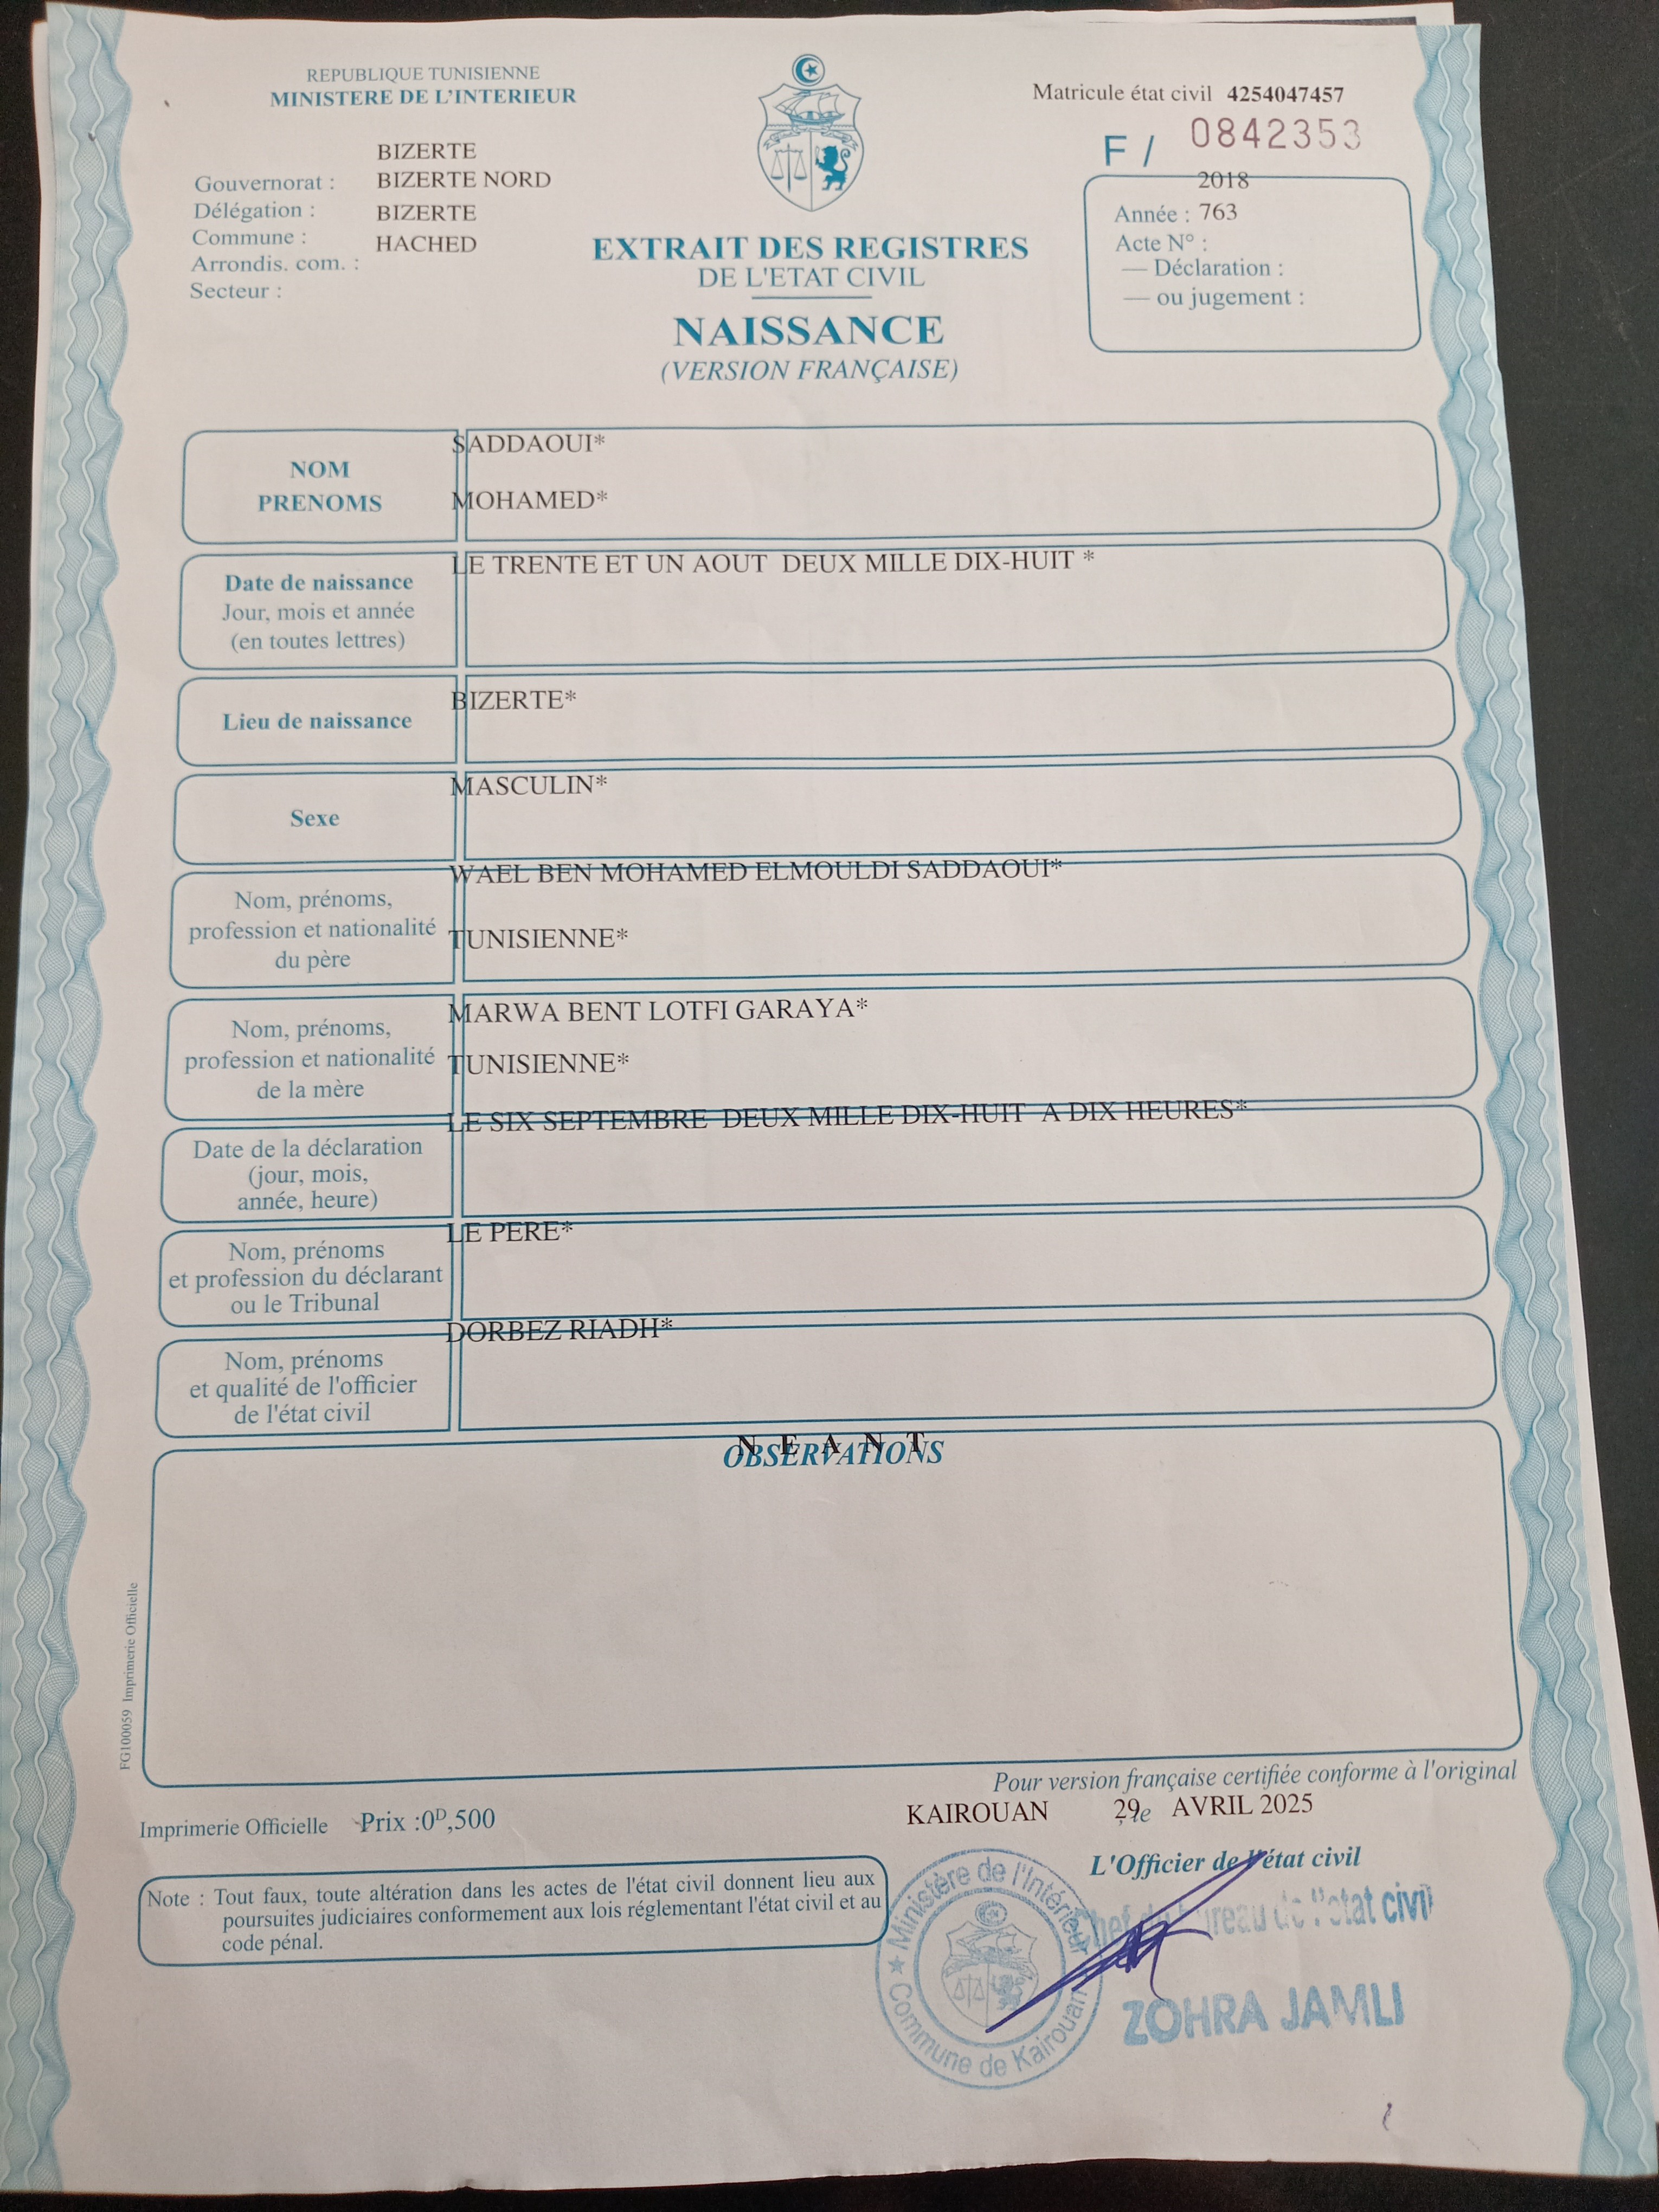 REPUBLIQUE TUNISIENNE
MINISTERE DE L'INTERIEUR
Matricule état civil 4254047457
F / 0842353
BIZERTE
Gouvernorat : BIZERTE NORD
Délégation : BIZERTE
Commune : HACHED
Arrondis. com. :
Secteur :
2018
Année : 763
Acte N° :
— Déclaration :
— ou jugement :
EXTRAIT DES REGISTRES
DE L'ETAT CIVIL
NAISSANCE
(VERSION FRANÇAISE)
NOM
PRENOMS
SADDAOUI*
MOHAMED*
Date de naissance
Jour, mois et année
(en toutes lettres)
LE TRENTE ET UN AOUT DEUX MILLE DIX-HUIT *
Lieu de naissance
BIZERTE*
Sexe
MASCULIN*
Nom, prénoms,
profession et nationalité
du père
WAEL BEN MOHAMED ELMOULDI SADDAOUI*
TUNISIENNE*
Nom, prénoms,
profession et nationalité
de la mère
MARWA BENT LOTFI GARAYA*
TUNISIENNE*
Date de la déclaration
(jour, mois,
année, heure)
LE SIX SEPTEMBRE DEUX MILLE DIX-HUIT A DIX HEURES*
Nom, prénoms
et profession du déclarant
ou le Tribunal
LE PERE*
Nom, prénoms
et qualité de l'officier
de l'état civil
DORBEZ RIADH*
N E A N T
OBSERVATIONS
FG100059 Imprimerie Officielle
Pour version française certifiée conforme à l'original
Imprimerie Officielle Prix :0D,500
KAIROUAN , le 29 AVRIL 2025
L'Officier de l'état civil
Note : Tout faux, toute altération dans les actes de l'état civil donnent lieu aux
poursuites judiciaires conformement aux lois réglementant l'état civil et au
code pénal.
Ministère de l'Intérieur
Commune de Kairouan
Chef du bureau de l'etat civil
ZOHRA JAMLI